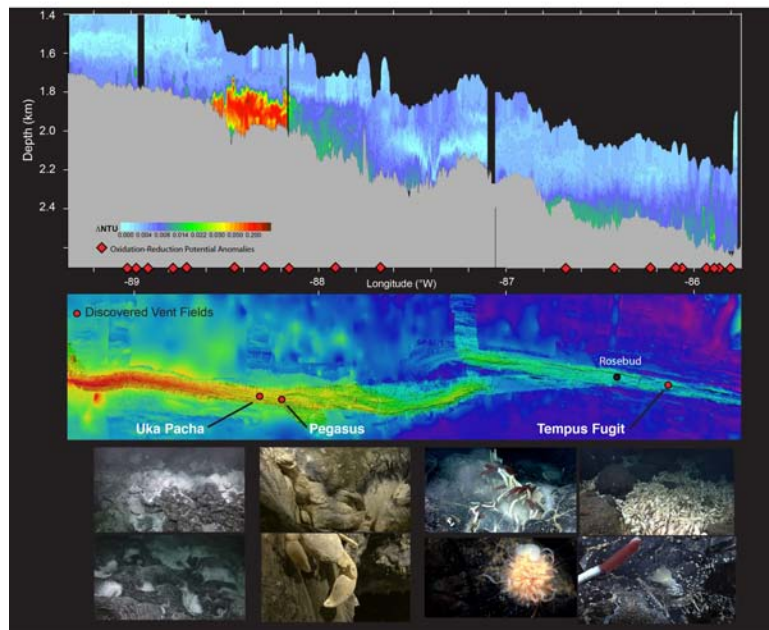 1.4
1.6
1.8
2.0
2.2
2.4
Depth (km)
ΔNTU
0.000 0.004 0.008 0.014 0.022 0.030 0.050 0.200
Oxidation-Reduction Potential Anomalies
-89 -88 Longitude (°W) -87 -86
Discovered Vent Fields
Rosebud
Uka Pacha Pegasus Tempus Fugit